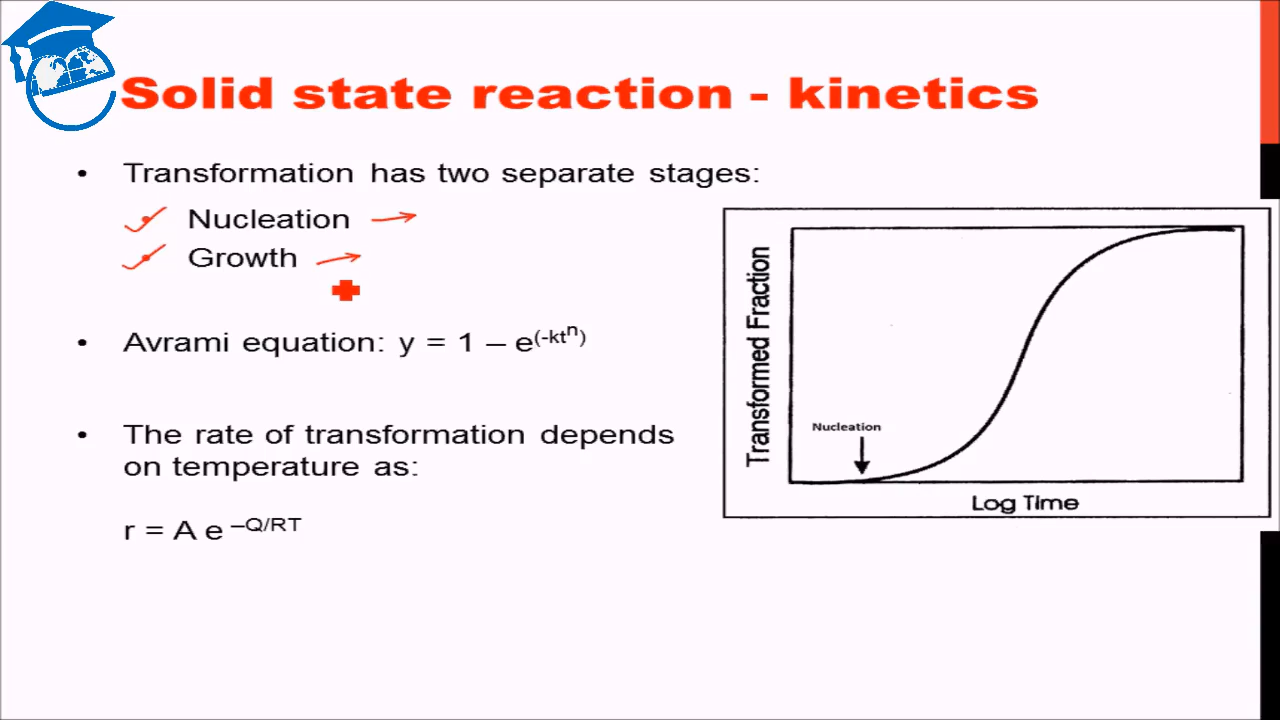 Solid state reaction - kinetics
• Transformation has two separate stages:
Nucleation
Growth
• Avrami equation: y = 1 – e^(-kt^n)
• The rate of transformation depends
on temperature as:
r = A e^–Q/RT
Transformed Fraction
Nucleation
Log Time